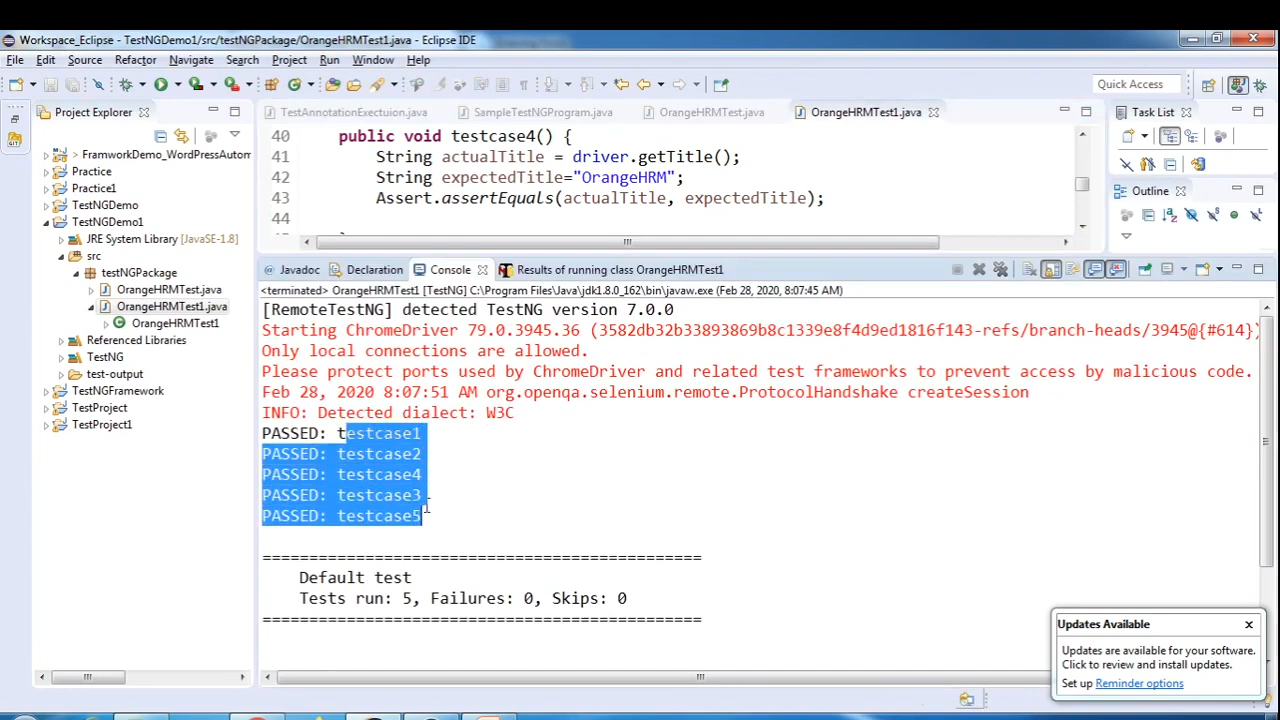 Workspace_Eclipse - TestNGDemo1/src/testNGPackage/OrangeHRMTest1.java - Eclipse IDE
File Edit Source Refactor Navigate Search Project Run Window Help
Quick Access
Project Explorer
> FramworkDemo_WordPressAutom
Practice
Practice1
TestNGDemo
TestNGDemo1
JRE System Library [JavaSE-1.8]
src
testNGPackage
OrangeHRMTest.java
OrangeHRMTest1.java
OrangeHRMTest1
Referenced Libraries
TestNG
test-output
TestNGFramework
TestProject
TestProject1
TestAnnotationExectuion.java SampleTestNGProgram.java OrangeHRMTest.java OrangeHRMTest1.java
40 public void testcase4() {
41 String actualTitle = driver.getTitle();
42 String expectedTitle="OrangeHRM";
43 Assert.assertEquals(actualTitle, expectedTitle);
44
Task List
Outline
Javadoc Declaration Console Results of running class OrangeHRMTest1
<terminated> OrangeHRMTest1 [TestNG] C:\Program Files\Java\jdk1.8.0_162\bin\javaw.exe (Feb 28, 2020, 8:07:45 AM)
[RemoteTestNG] detected TestNG version 7.0.0
Starting ChromeDriver 79.0.3945.36 (3582db32b33893869b8c1339e8f4d9ed1816f143-refs/branch-heads/3945@{#614})
Only local connections are allowed.
Please protect ports used by ChromeDriver and related test frameworks to prevent access by malicious code.
Feb 28, 2020 8:07:51 AM org.openqa.selenium.remote.ProtocolHandshake createSession
INFO: Detected dialect: W3C
PASSED: testcase1
PASSED: testcase2
PASSED: testcase4
PASSED: testcase3
PASSED: testcase5
===============================================
Default test
Tests run: 5, Failures: 0, Skips: 0
===============================================
Updates Available
Updates are available for your software.
Click to review and install updates.
Set up Reminder options